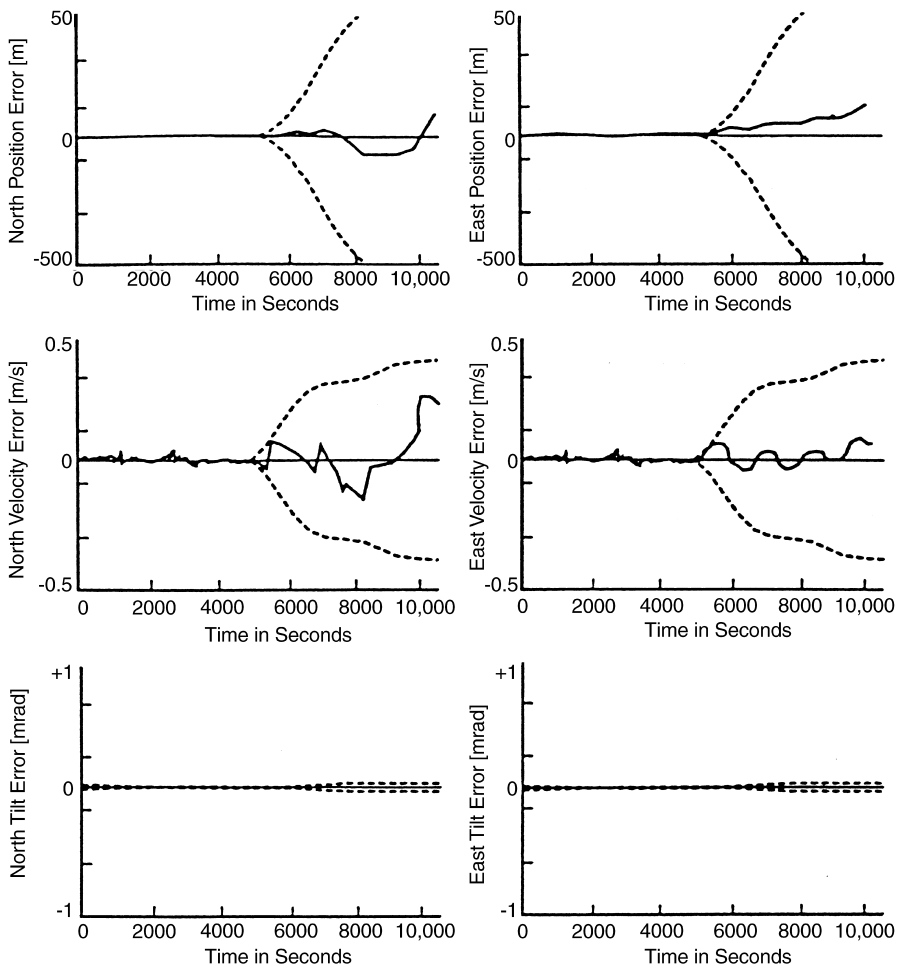 North Position Error [m]
50
0
-500
0 2000 4000 6000 8000 10,000
Time in Seconds
East Position Error [m]
50
0
-500
0 2000 4000 6000 8000 10,000
Time in Seconds
North Velocity Error [m/s]
0.5
0
-0.5
0 2000 4000 6000 8000 10,000
Time in Seconds
East Velocity Error [m/s]
0.5
0
-0.5
0 2000 4000 6000 8000 10,000
Time in Seconds
North Tilt Error [mrad]
+1
0
-1
0 2000 4000 6000 8000 10,000
Time in Seconds
East Tilt Error [mrad]
+1
0
-1
0 2000 4000 6000 8000 10,000
Time in Seconds